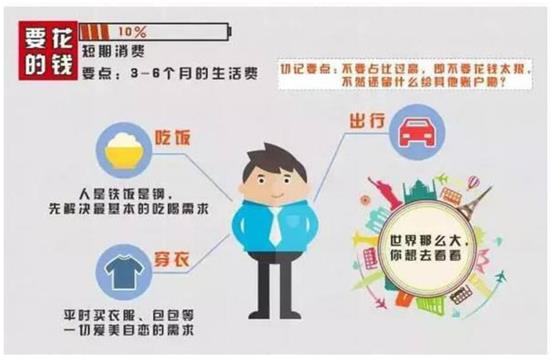 要花的钱
10%
短期消费
要点：3-6个月的生活费
切记要点：不要占比过高，即不要花钱太狠，
不然还留什么给其他账户嘞？
吃饭
人是铁饭是钢，
先解决最基本的吃喝需求
出行
世界那么大，
你想去看看
穿衣
平时买衣服、包包等
一切爱美自恋的需求